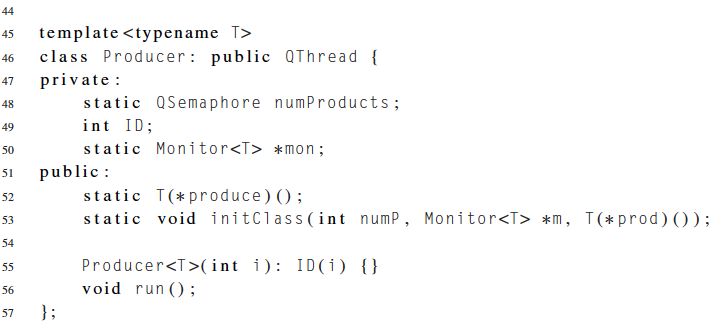 44
45 template<typename T>
46 class Producer: public QThread {
47 private:
48     static QSemaphore numProducts;
49     int ID;
50     static Monitor<T> *mon;
51 public:
52     static T(*produce)();
53     static void initClass(int numP, Monitor<T> *m, T(*prod)());
54
55     Producer<T>(int i): ID(i) {}
56     void run();
57 };